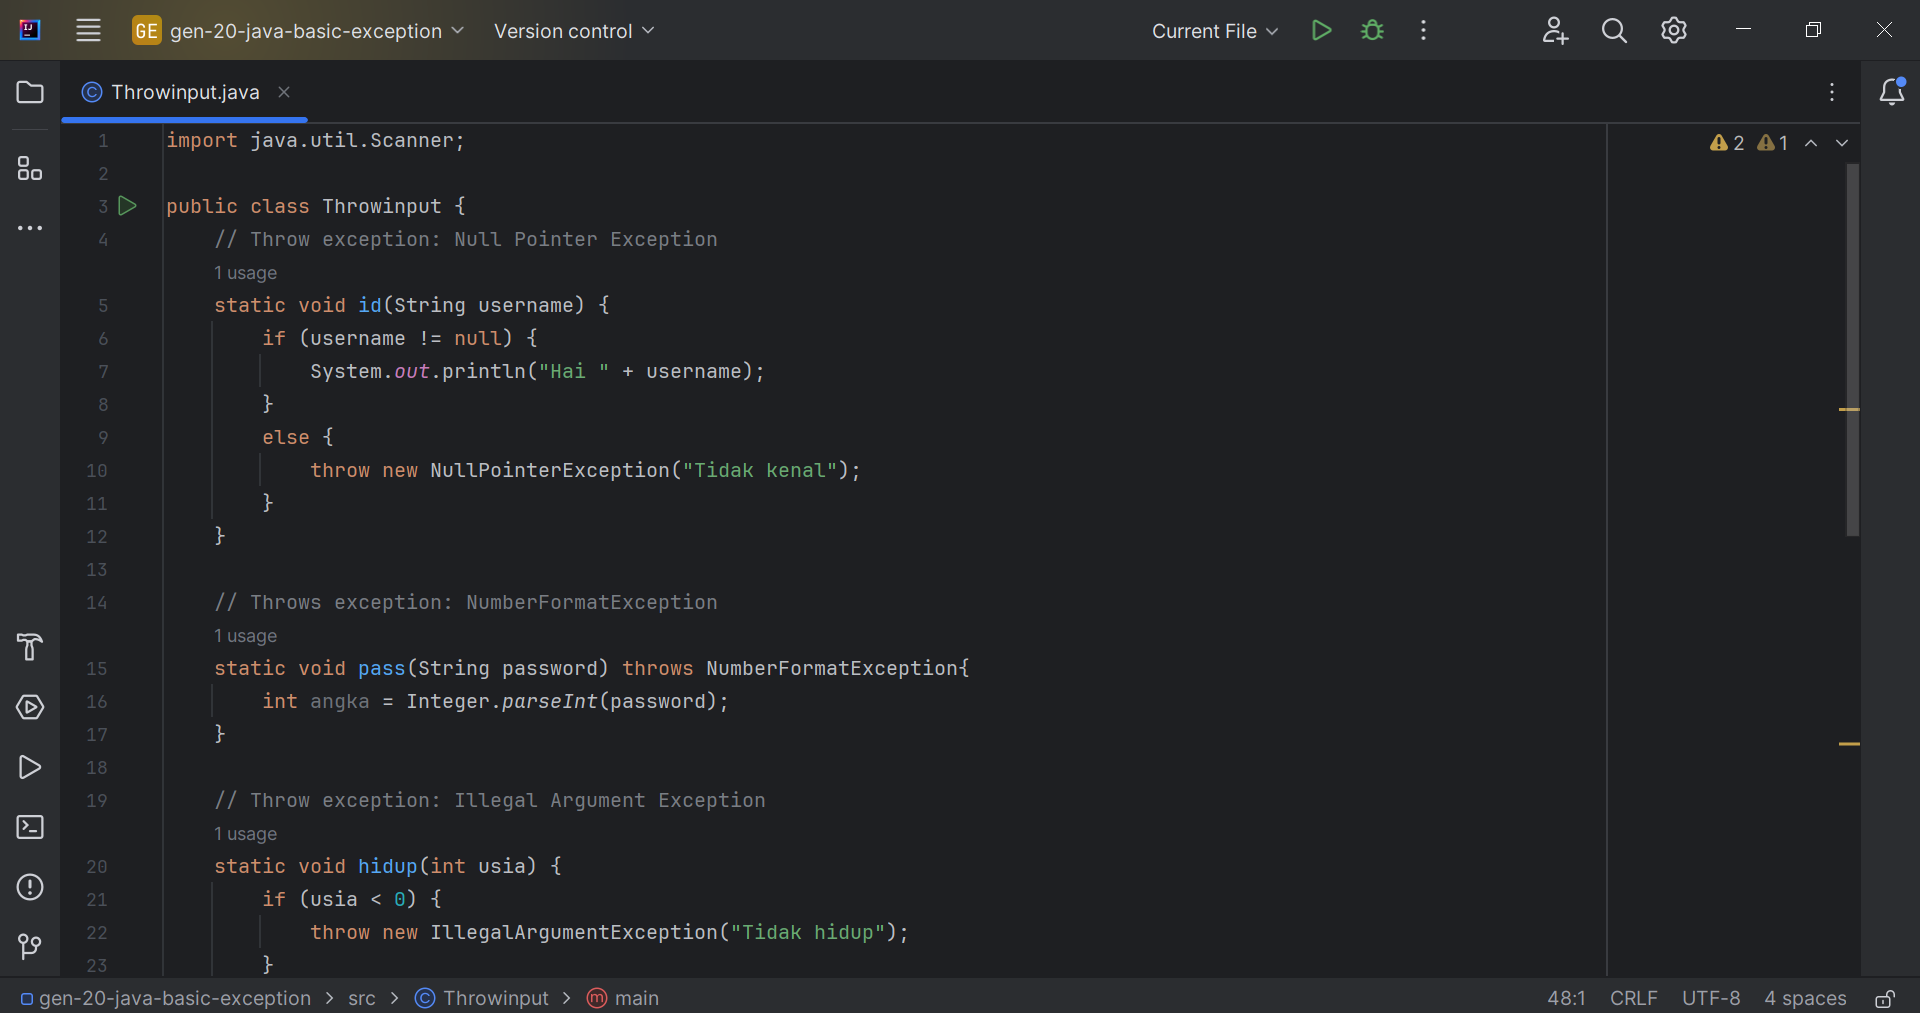 GE gen-20-java-basic-exception Version control Current File
Throwinput.java
2 1
1 import java.util.Scanner;
2
3 public class Throwinput {
4 // Throw exception: Null Pointer Exception
1 usage
5 static void id(String username) {
6 if (username != null) {
7 System.out.println("Hai " + username);
8 }
9 else {
10 throw new NullPointerException("Tidak kenal");
11 }
12 }
13
14 // Throws exception: NumberFormatException
1 usage
15 static void pass(String password) throws NumberFormatException{
16 int angka = Integer.parseInt(password);
17 }
18
19 // Throw exception: Illegal Argument Exception
1 usage
20 static void hidup(int usia) {
21 if (usia < 0) {
22 throw new IllegalArgumentException("Tidak hidup");
23 }
gen-20-java-basic-exception > src > Throwinput > main 48:1 CRLF UTF-8 4 spaces